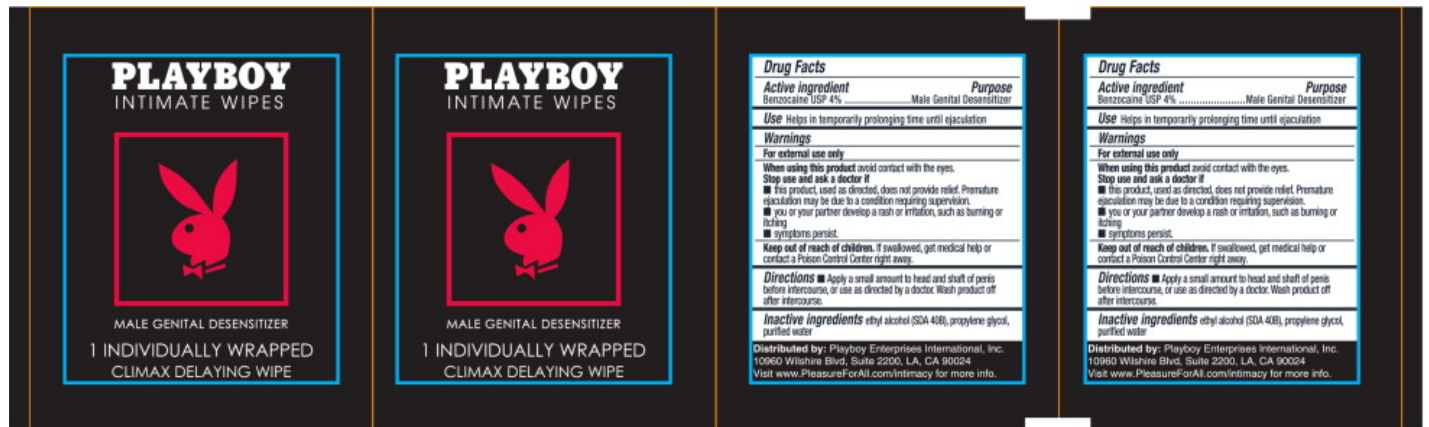 PLAYBOY
INTIMATE WIPES
MALE GENITAL DESENSITIZER
1 INDIVIDUALLY WRAPPED
CLIMAX DELAYING WIPE
PLAYBOY
INTIMATE WIPES
MALE GENITAL DESENSITIZER
1 INDIVIDUALLY WRAPPED
CLIMAX DELAYING WIPE
Drug Facts
Active ingredient Purpose
Benzocaine USP 4% .......................Male Genital Desensitizer
Use Helps in temporarily prolonging time until ejaculation
Warnings
For external use only
When using this product avoid contact with the eyes.
Stop use and ask a doctor if
■ this product, used as directed, does not provide relief. Premature
ejaculation may be due to a condition requiring supervision.
■ you or your partner develop a rash or irritation, such as burning or
itching
■ symptoms persist.
Keep out of reach of children. If swallowed, get medical help or
contact a Poison Control Center right away.
Directions ■ Apply a small amount to head and shaft of penis
before intercourse, or use as directed by a doctor. Wash product off
after intercourse.
Inactive ingredients ethyl alcohol (SDA 40B), propylene glycol,
purified water
Distributed by: Playboy Enterprises International, Inc.
10960 Wilshire Blvd, Suite 2200, LA, CA 90024
Visit www.PleasureForAll.com/intimacy for more info.
Drug Facts
Active ingredient Purpose
Benzocaine USP 4% .......................Male Genital Desensitizer
Use Helps in temporarily prolonging time until ejaculation
Warnings
For external use only
When using this product avoid contact with the eyes.
Stop use and ask a doctor if
■ this product, used as directed, does not provide relief. Premature
ejaculation may be due to a condition requiring supervision.
■ you or your partner develop a rash or irritation, such as burning or
itching
■ symptoms persist.
Keep out of reach of children. If swallowed, get medical help or
contact a Poison Control Center right away.
Directions ■ Apply a small amount to head and shaft of penis
before intercourse, or use as directed by a doctor. Wash product off
after intercourse.
Inactive ingredients ethyl alcohol (SDA 40B), propylene glycol,
purified water
Distributed by: Playboy Enterprises International, Inc.
10960 Wilshire Blvd, Suite 2200, LA, CA 90024
Visit www.PleasureForAll.com/intimacy for more info.